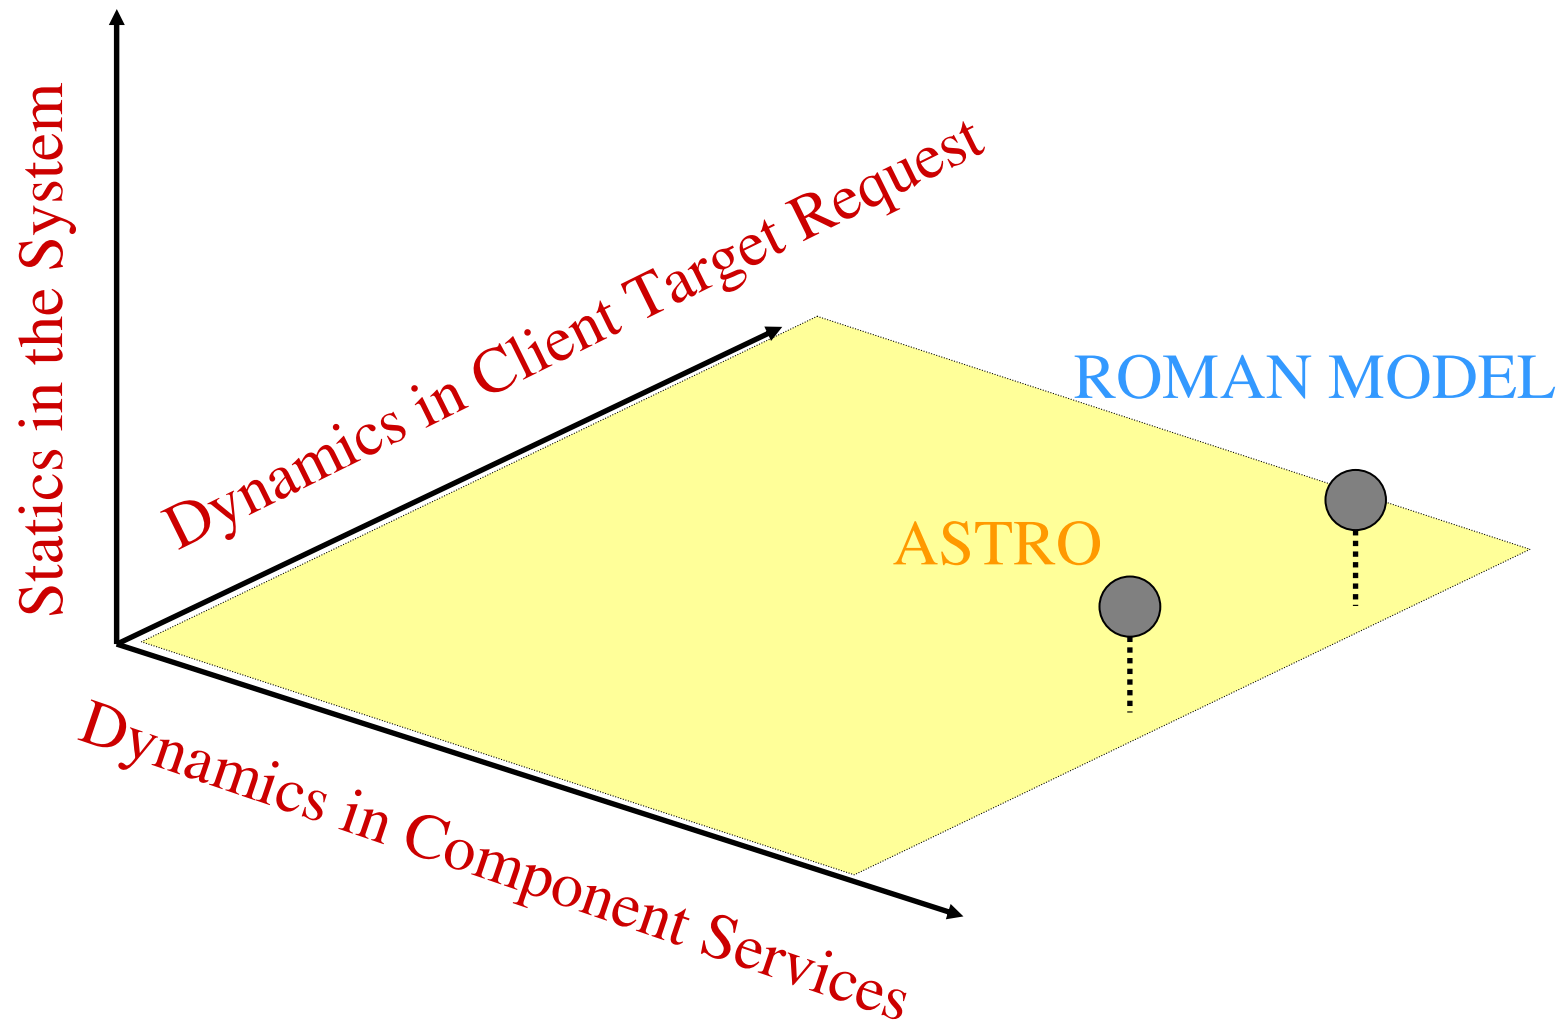 Statics in the System
Dynamics in Client Target Request
ROMAN MODEL
ASTRO
Dynamics in Component Services